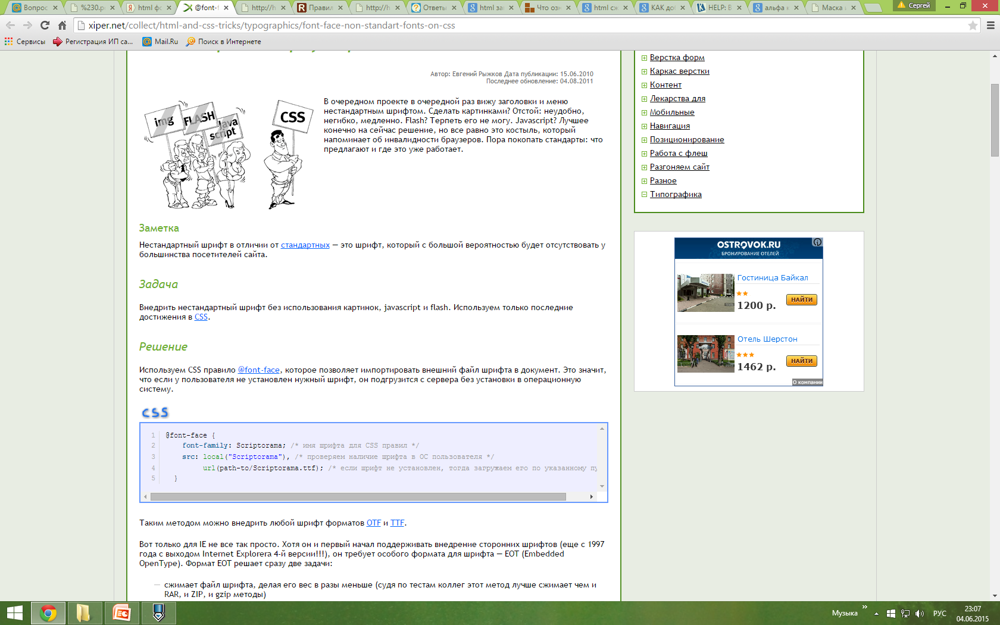 Вопрос
%230.p
html фо
@font-f
http://h
Правил
http://h
Ответы
html за
Что озн
html сж
КАК до
HELP: В
альфа к
Маска
Сергей
xiper.net/collect/html-and-css-tricks/typographics/font-face-non-standart-fonts-on-css
Сервисы
Регистрация ИП са...
Mail.Ru
Поиск в Интернете
Автор: Евгений Рыжков Дата публикации: 15.06.2010
Последнее обновление: 04.08.2011
img
FLASH
java
script
CSS
В очередном проекте в очередной раз вижу заголовки и меню
нестандартным шрифтом. Сделать картинками? Отстой: неудобно,
негибко, медленно. Flash? Терпеть его не могу. Javascript? Лучшее
конечно на сейчас решение, но все равно это костыль, который
напоминает об инвалидности браузеров. Пора покопать стандарты: что
предлагают и где это уже работает.
Заметка
Нестандартный шрифт в отличии от стандартных — это шрифт, который с большой вероятностью будет отсутствовать у
большинства посетителей сайта.
Задача
Внедрить нестандартный шрифт без использования картинок, javascript и flash. Используем только последние
достижения в CSS.
Решение
Используем CSS правило @font-face, которое позволяет импортировать внешний файл шрифта в документ. Это значит,
что если у пользователя не установлен нужный шрифт, он подгрузится с сервера без установки в операционную
систему.
css
1 @font-face {
2 font-family: Scriptorama; /* имя шрифта для CSS правил */
3 src: local("Scriptorama"), /* проверяем наличие шрифта в ОС пользователя */
4 url(path-to/Scriptorama.ttf); /* если шрифт не установлен, тогда загружаем его по указанному пу
5 }
Таким методом можно внедрить любой шрифт форматов OTF и TTF.
Вот только для IE не все так просто. Хотя он и первый начал поддерживать внедрение сторонних шрифтов (еще с 1997
года с выходом Internet Explorera 4-й версии!!!), он требует особого формата для шрифта — EOT (Embedded
OpenType). Формат EOT решает сразу две задачи:
— сжимает файл шрифта, делая его вес в разы меньше (судя по тестам коллег этот метод лучше сжимает чем и
RAR, и ZIP, и gzip методы)
Верстка форм
Каркас верстки
Контент
Лекарства для
Мобильные
Навигация
Позиционирование
Работа с флеш
Разгоняем сайт
Разное
Типографика
OSTROVOK.RU
БРОНИРОВАНИЕ ОТЕЛЕЙ
Гостиница Байкал
1200 р.
НАЙТИ
Отель Шерстон
1462 р.
НАЙТИ
О компании
Музыка
РУС
23:07
04.06.2015